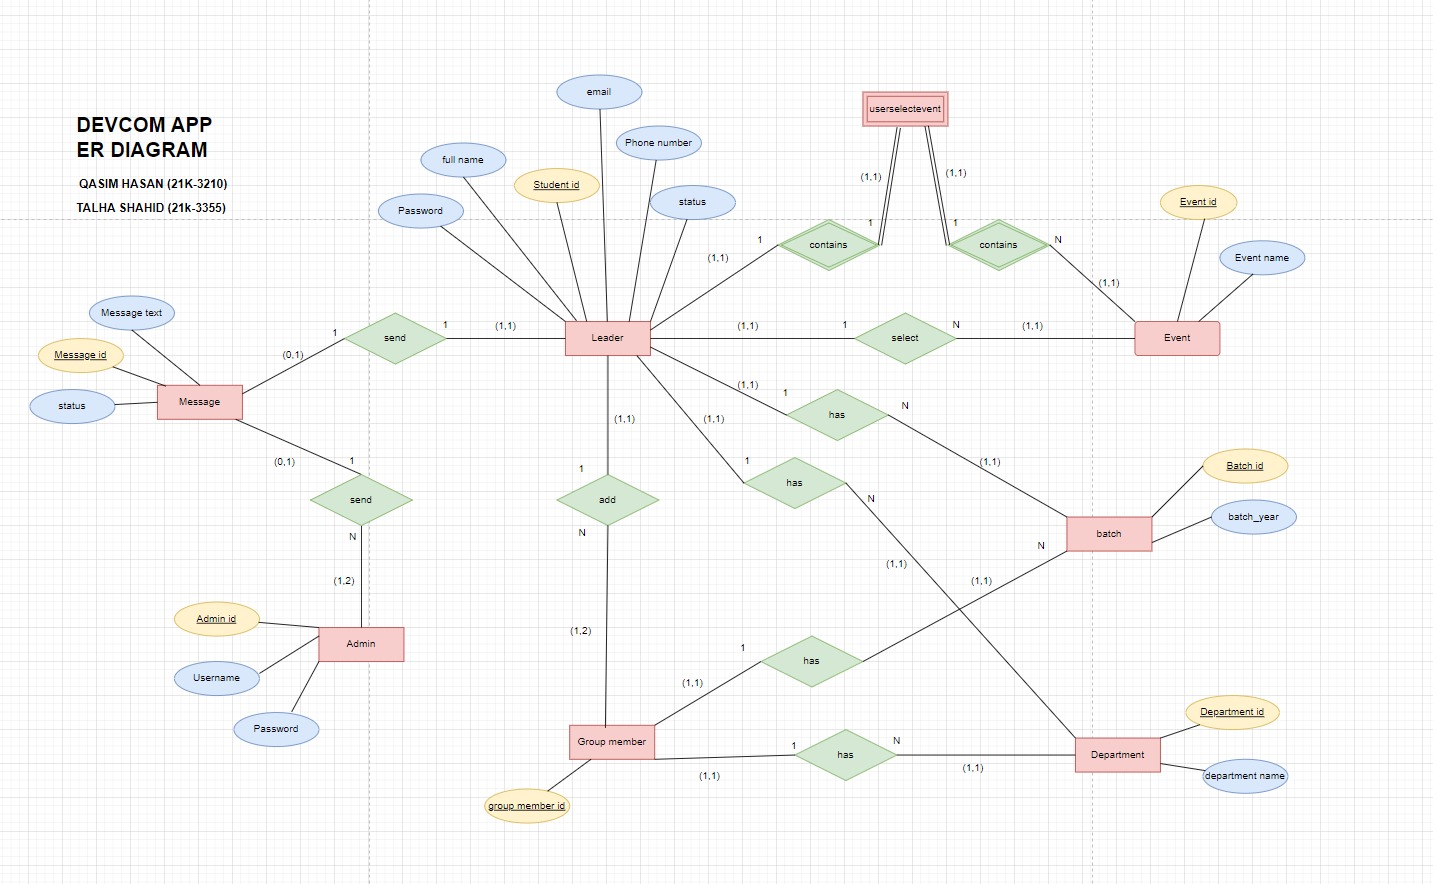 DEVCOM APP
ER DIAGRAM
QASIM HASAN (21K-3210)
TALHA SHAHID (21k-3355)
email
userselectevent
Phone number
full name
Student id
status
Password
(1,1)
(1,1)
Event id
1
1
contains
contains
1
N
(1,1)
Event name
(1,1)
Message text
1
send
1
(1,1)
Leader
(1,1)
1
select
N
(1,1)
Event
Message id
(0,1)
status
Message
(1,1)
1
has
N
(1,1)
(1,1)
(0,1)
1
1
1
(1,1)
Batch id
send
add
has
N
batch_year
N
N
N
batch
(1,1)
(1,2)
(1,1)
Admin id
(1,2)
Admin
1
has
Username
(1,1)
Password
Group member
1
has
N
Department
Department id
(1,1)
(1,1)
department name
group member id